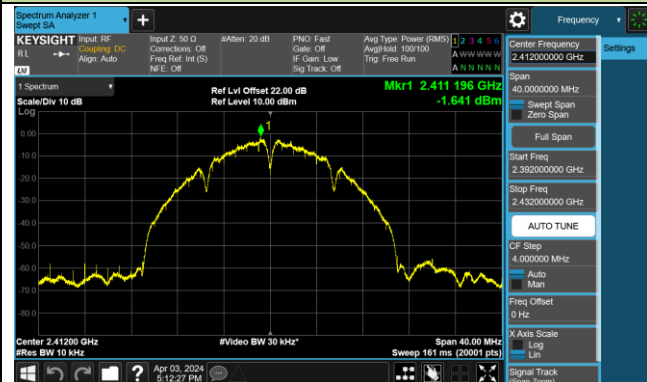 Spectrum Analyzer 1
Swept SA
Frequency
KEYSIGHT
RL
LXI
Input: RF
Coupling: DC
Align: Auto
Input Z: 50 Ω
Corrections: Off
Freq Ref: Int (S)
NFE: Off
#Atten: 20 dB
PNO: Fast
Gate: Off
IF Gain: Low
Sig Track: Off
Avg Type: Power (RMS)
Avg|Hold: 100/100
Trig: Free Run
1 2 3 4 5 6
A W W W W W
A N N N N N
1 Spectrum
Scale/Div 10 dB
Log
Ref Lvl Offset 22.00 dB
Ref Level 10.00 dBm
Mkr1 2.411 196 GHz
-1.641 dBm
1
0.00
-10.0
-20.0
-30.0
-40.0
-50.0
-60.0
-70.0
-80.0
Center 2.41200 GHz
#Res BW 10 kHz
#Video BW 30 kHz*
Span 40.00 MHz
Sweep 161 ms (20001 pts)
Apr 03, 2024
5:12:27 PM
Center Frequency
2.412000000 GHz
Settings
Span
40.0000000 MHz
Swept Span
Zero Span
Full Span
Start Freq
2.392000000 GHz
Stop Freq
2.432000000 GHz
AUTO TUNE
CF Step
4.000000 MHz
Auto
Man
Freq Offset
0 Hz
X Axis Scale
Log
Lin
Signal Track
(Span Zoom)